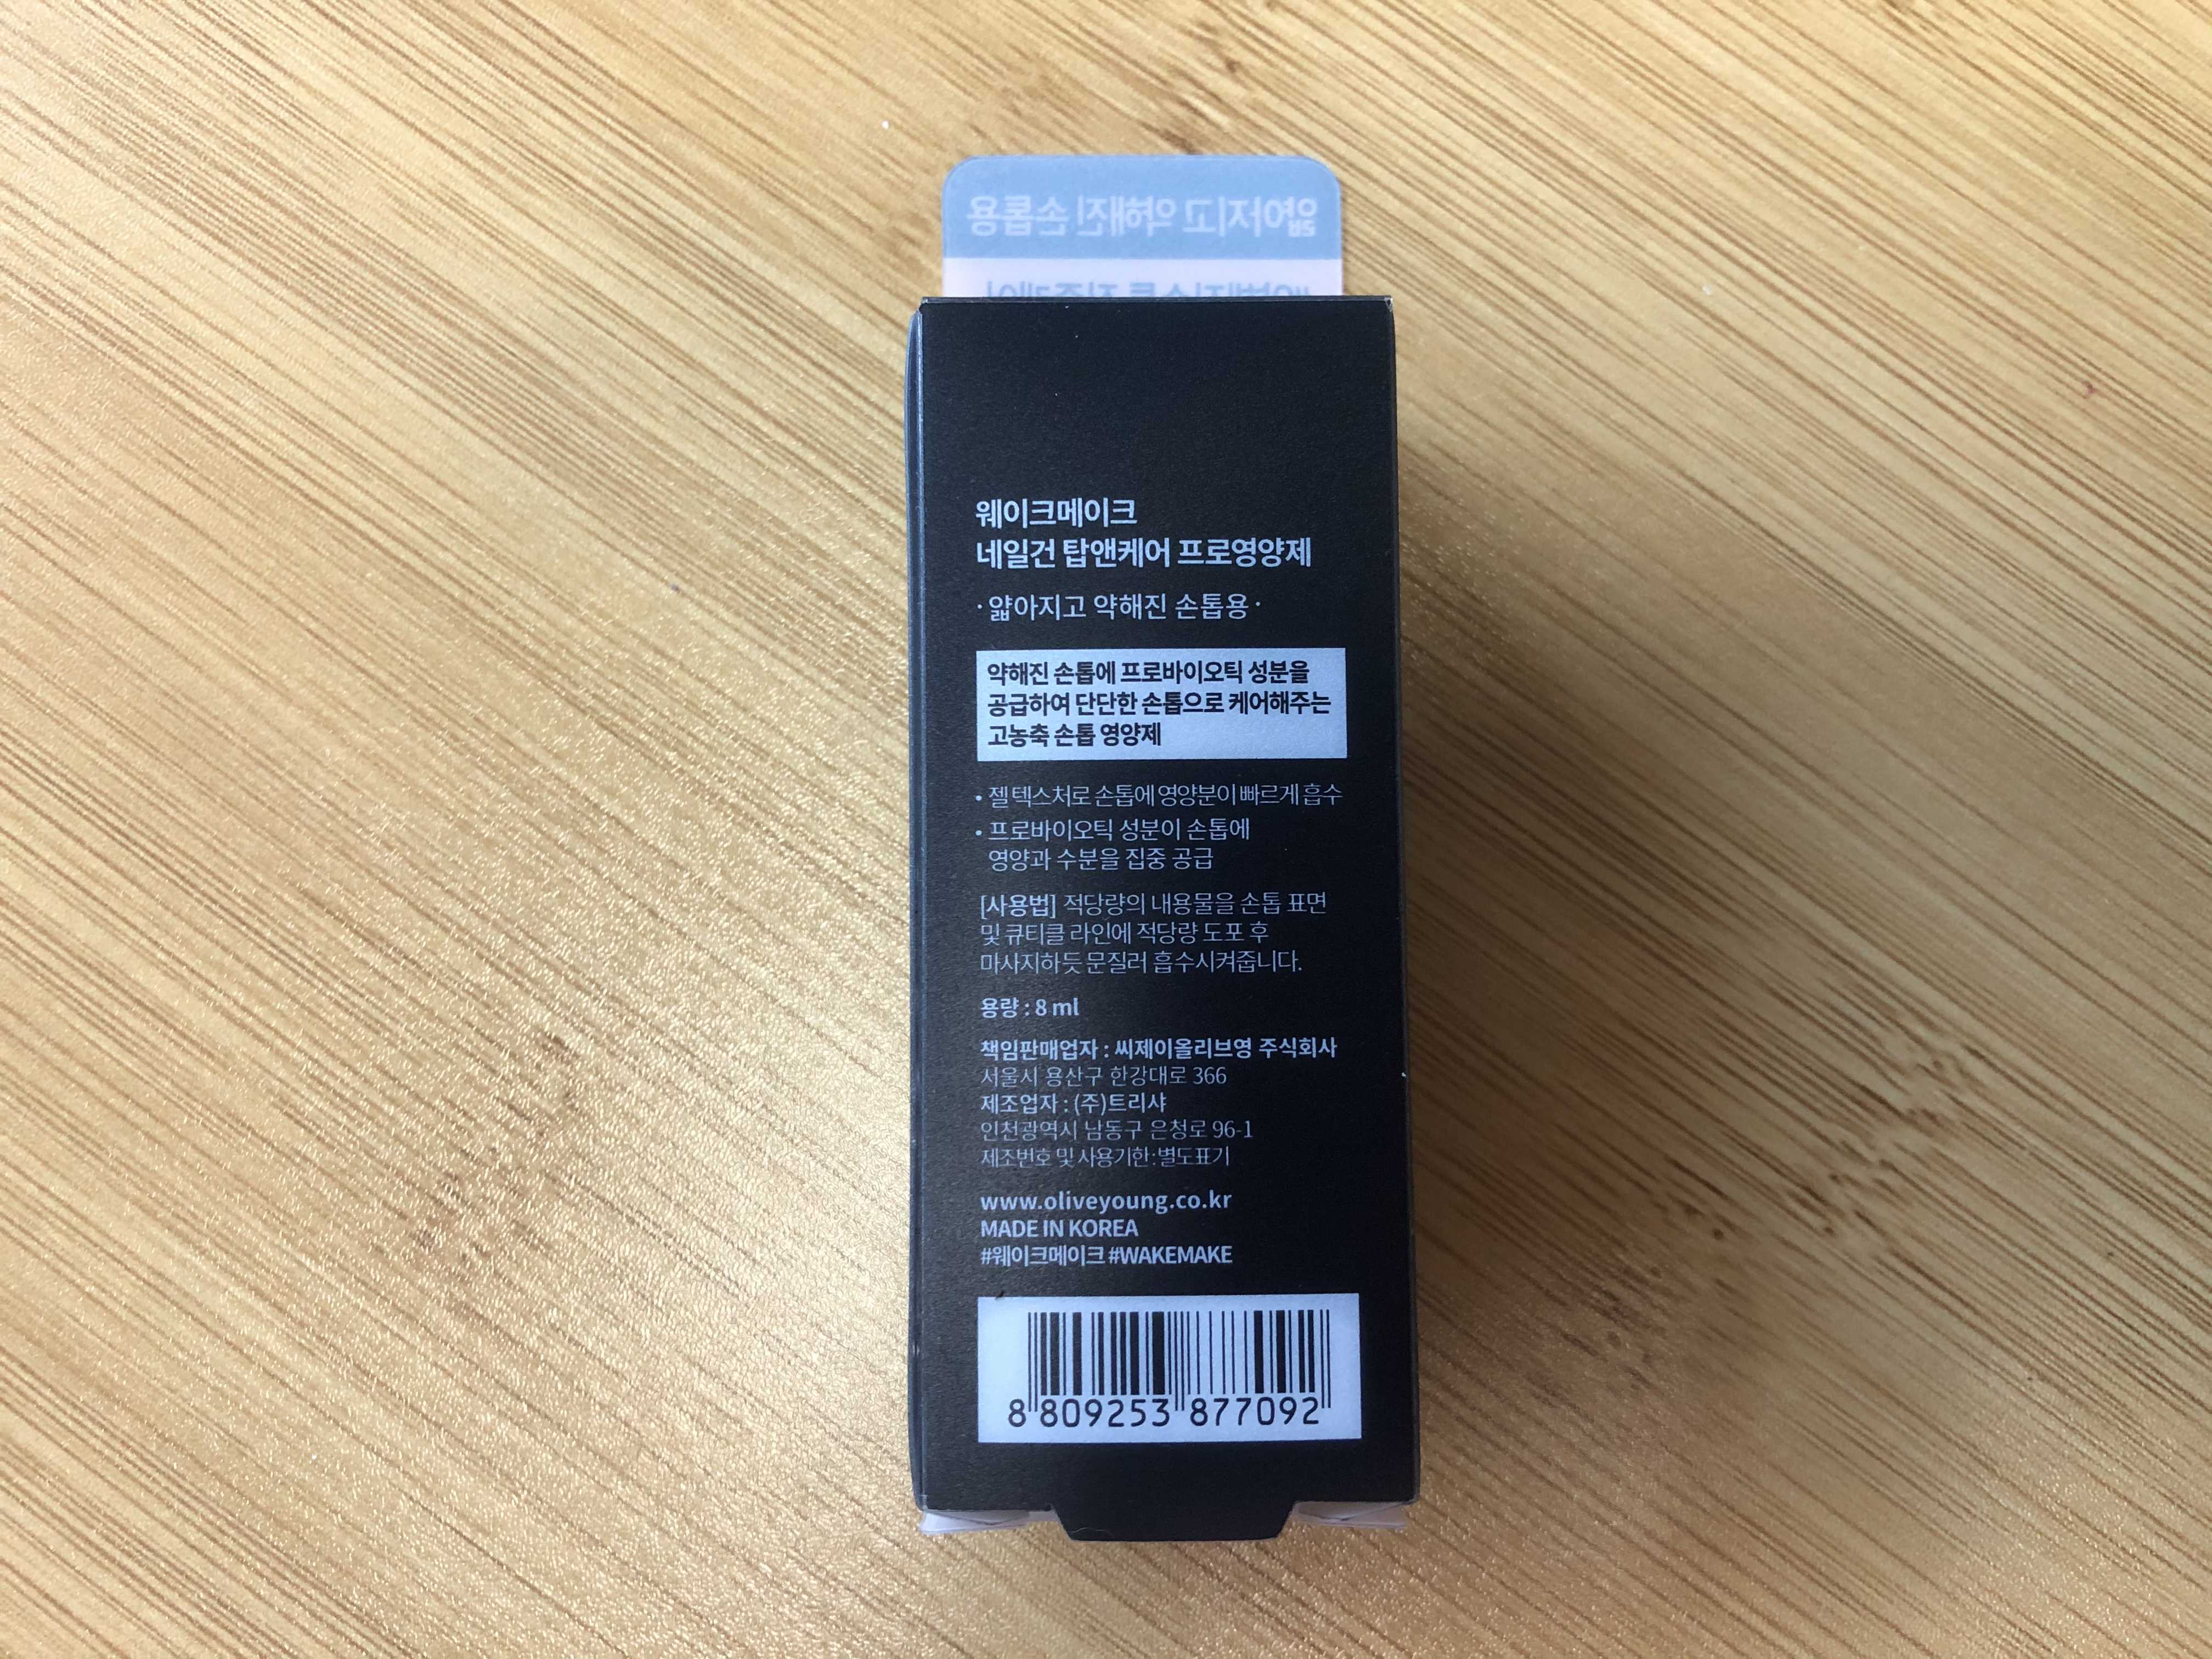 얇아지고 약해진 손톱용
웨이크메이크
네일건 탑앤케어 프로영양제
· 얇아지고 약해진 손톱용 ·
약해진 손톱에 프로바이오틱 성분을
공급하여 단단한 손톱으로 케어해주는
고농축 손톱 영양제
• 젤 텍스처로 손톱에 영양분이 빠르게 흡수
• 프로바이오틱 성분이 손톱에
영양과 수분을 집중 공급
[사용법] 적당량의 내용물을 손톱 표면
및 큐티클 라인에 적당량 도포 후
마사지하듯 문질러 흡수시켜줍니다.
용량 : 8 ml
책임판매업자 : 씨제이올리브영 주식회사
서울시 용산구 한강대로 366
제조업자 : (주)트리샤
인천광역시 남동구 은청로 96-1
제조번호 및 사용기한 : 별도표기
www.oliveyoung.co.kr
MADE IN KOREA
#웨이크메이크 #WAKEMAKE
8 809253 877092